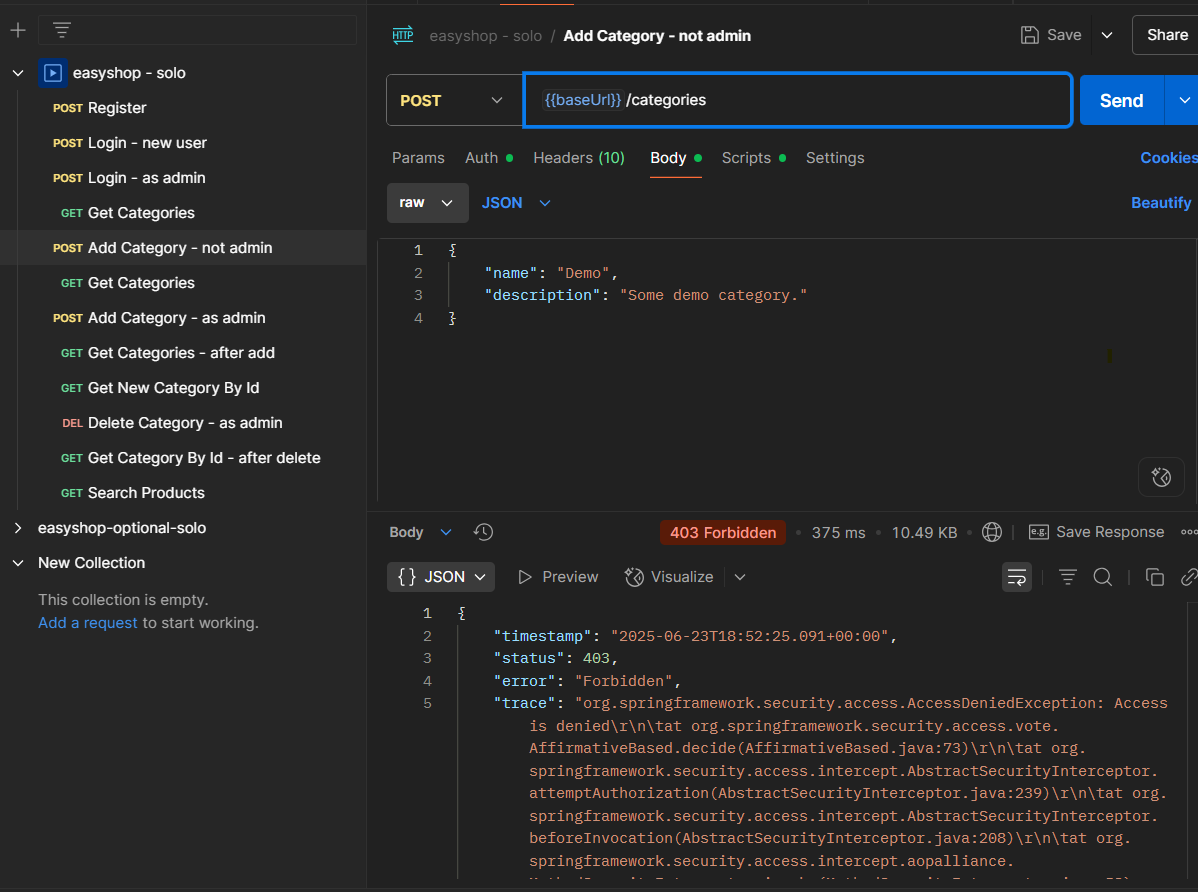 easyshop - solo
POST Register
POST Login - new user
POST Login - as admin
GET Get Categories
POST Add Category - not admin
GET Get Categories
POST Add Category - as admin
GET Get Categories - after add
GET Get New Category By Id
DEL Delete Category - as admin
GET Get Category By Id - after delete
GET Search Products
easyshop-optional-solo
New Collection
This collection is empty.
Add a request to start working.
HTTP easyshop - solo / Add Category - not admin Save Share
POST {{baseUrl}} /categories Send
Params Auth Headers (10) Body Scripts Settings Cookies
raw JSON Beautify
1 {
2 "name": "Demo",
3 "description": "Some demo category."
4 }
Body 403 Forbidden • 375 ms • 10.49 KB • e.g. Save Response
{} JSON Preview Visualize
1 {
2 "timestamp": "2025-06-23T18:52:25.091+00:00",
3 "status": 403,
4 "error": "Forbidden",
5 "trace": "org.springframework.security.access.AccessDeniedException: Access
is denied\r\n\tat org.springframework.security.access.vote.
AffirmativeBased.decide(AffirmativeBased.java:73)\r\n\tat org.
springframework.security.access.intercept.AbstractSecurityInterceptor.
attemptAuthorization(AbstractSecurityInterceptor.java:239)\r\n\tat org.
springframework.security.access.intercept.AbstractSecurityInterceptor.
beforeInvocation(AbstractSecurityInterceptor.java:208)\r\n\tat org.
springframework.security.access.intercept.aopalliance.